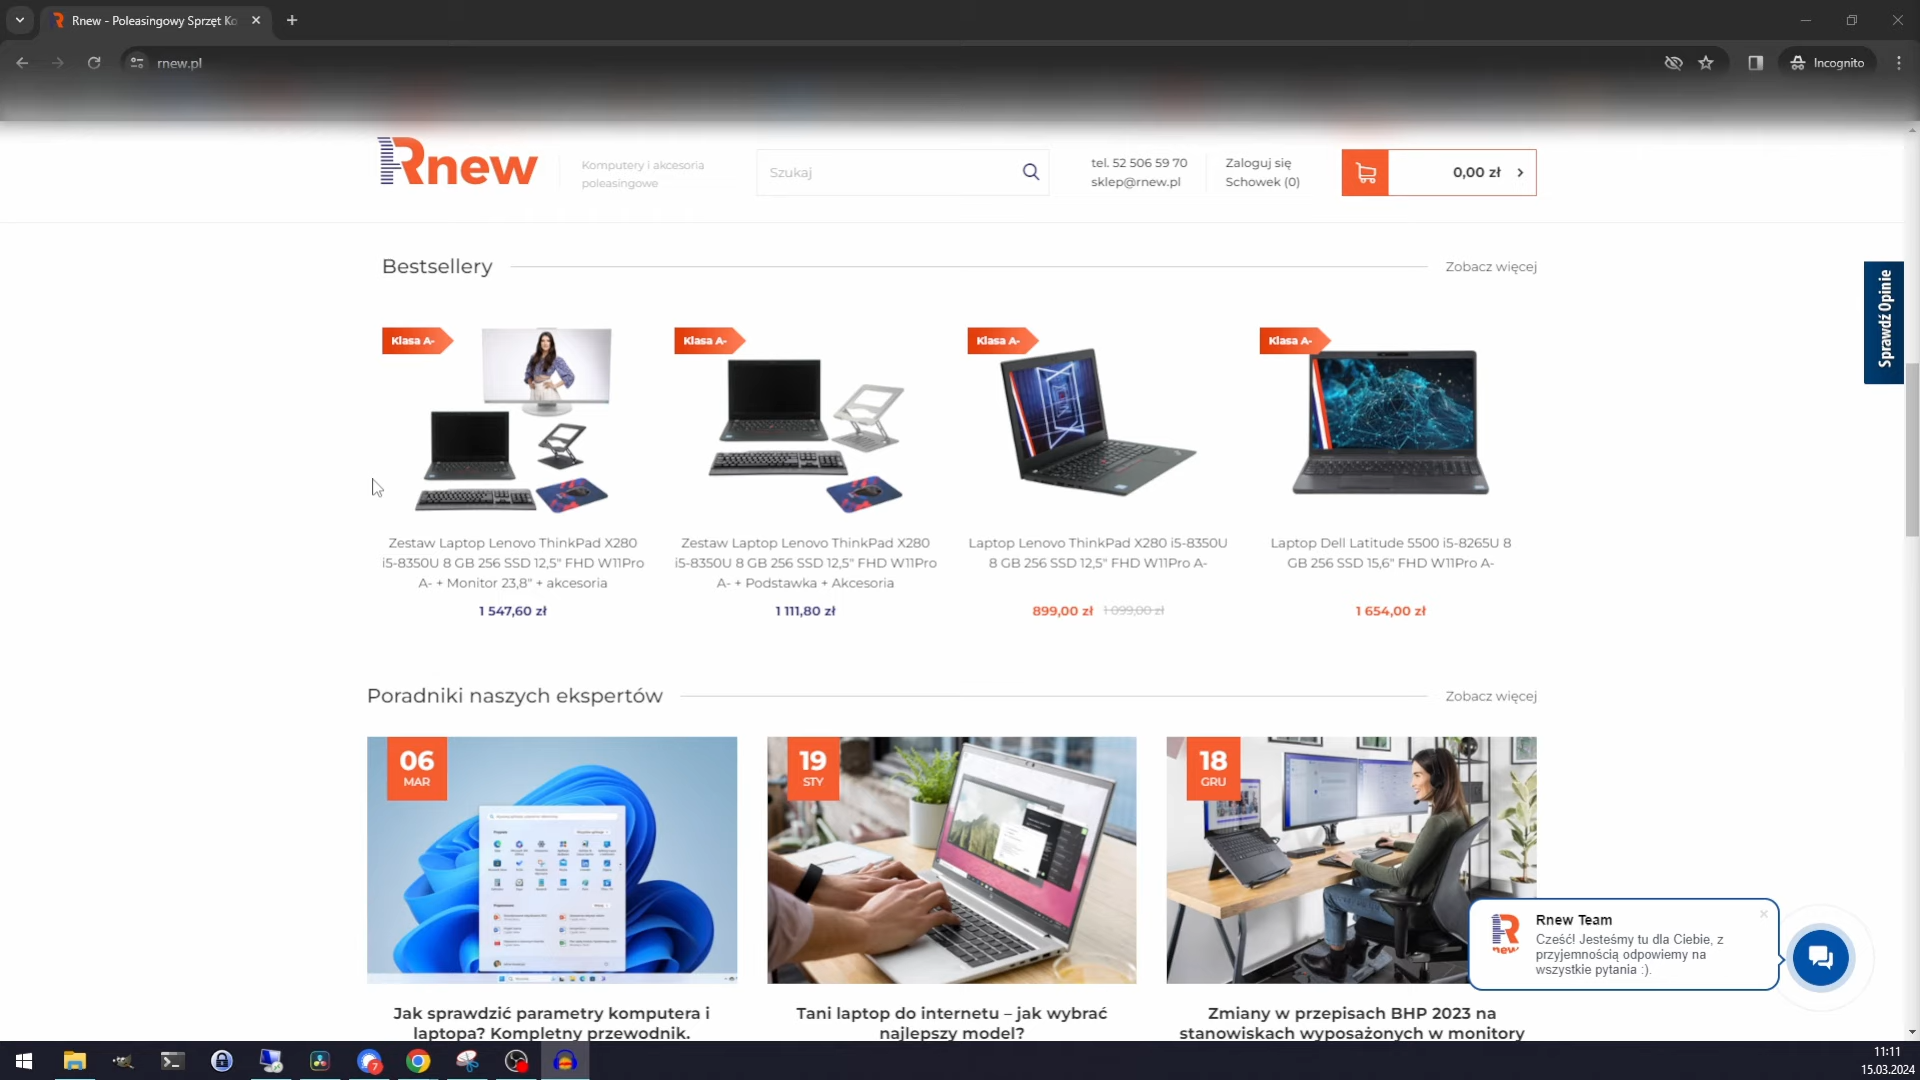 Rnew - Poleasingowy Sprzęt Ko
rnew.pl
Incognito
Rnew
Komputery i akcesoria
poleasingowe
Szukaj
tel. 52 506 59 70
sklep@rnew.pl
Zaloguj się
Schowek (0)
0,00 zł
Bestsellery
Zobacz więcej
Sprawdź Opinie
Klasa A-
Klasa A-
Klasa A-
Klasa A-
Zestaw Laptop Lenovo ThinkPad X280
i5-8350U 8 GB 256 SSD 12,5" FHD W11Pro
A- + Monitor 23,8" + akcesoria
1 547,60 zł
Zestaw Laptop Lenovo ThinkPad X280
i5-8350U 8 GB 256 SSD 12,5" FHD W11Pro
A- + Podstawka + Akcesoria
1 111,80 zł
Laptop Lenovo ThinkPad X280 i5-8350U
8 GB 256 SSD 12,5" FHD W11Pro A-
899,00 zł 1 099,00 zł
Laptop Dell Latitude 5500 i5-8265U 8
GB 256 SSD 15,6" FHD W11Pro A-
1 654,00 zł
Poradniki naszych ekspertów
Zobacz więcej
06
MAR
19
STY
18
GRU
Jak sprawdzić parametry komputera i
laptopa? Kompletny przewodnik.
Tani laptop do internetu – jak wybrać
najlepszy model?
Zmiany w przepisach BHP 2023 na
stanowiskach wyposażonych w monitory
Rnew Team
Cześć! Jesteśmy tu dla Ciebie, z
przyjemnością odpowiemy na
wszystkie pytania :).
7
11:11
15.03.2024